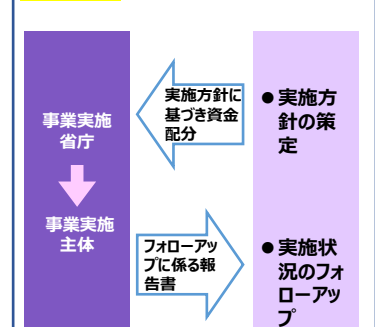 事業実施
省庁
事業実施
主体
実施方針に
基づき資金
配分
フォローアッ
プに係る報
告書
●実施方
針の策
定
●実施状
況のフォ
ローアッ
プ